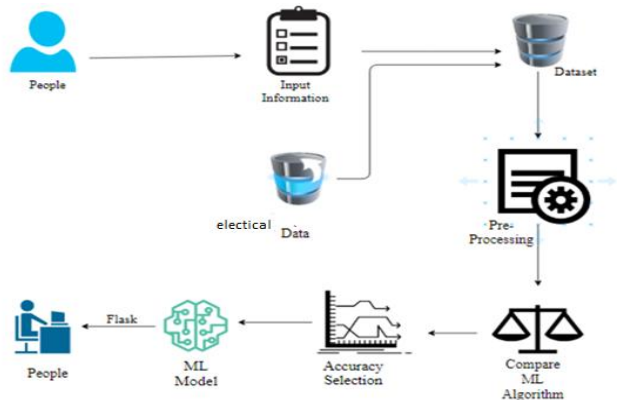 People
Input
Information
Dataset
electical Data
Pre-
Processing
Flask
People
ML
Model
Accuracy
Selection
Compare
ML
Algorithm